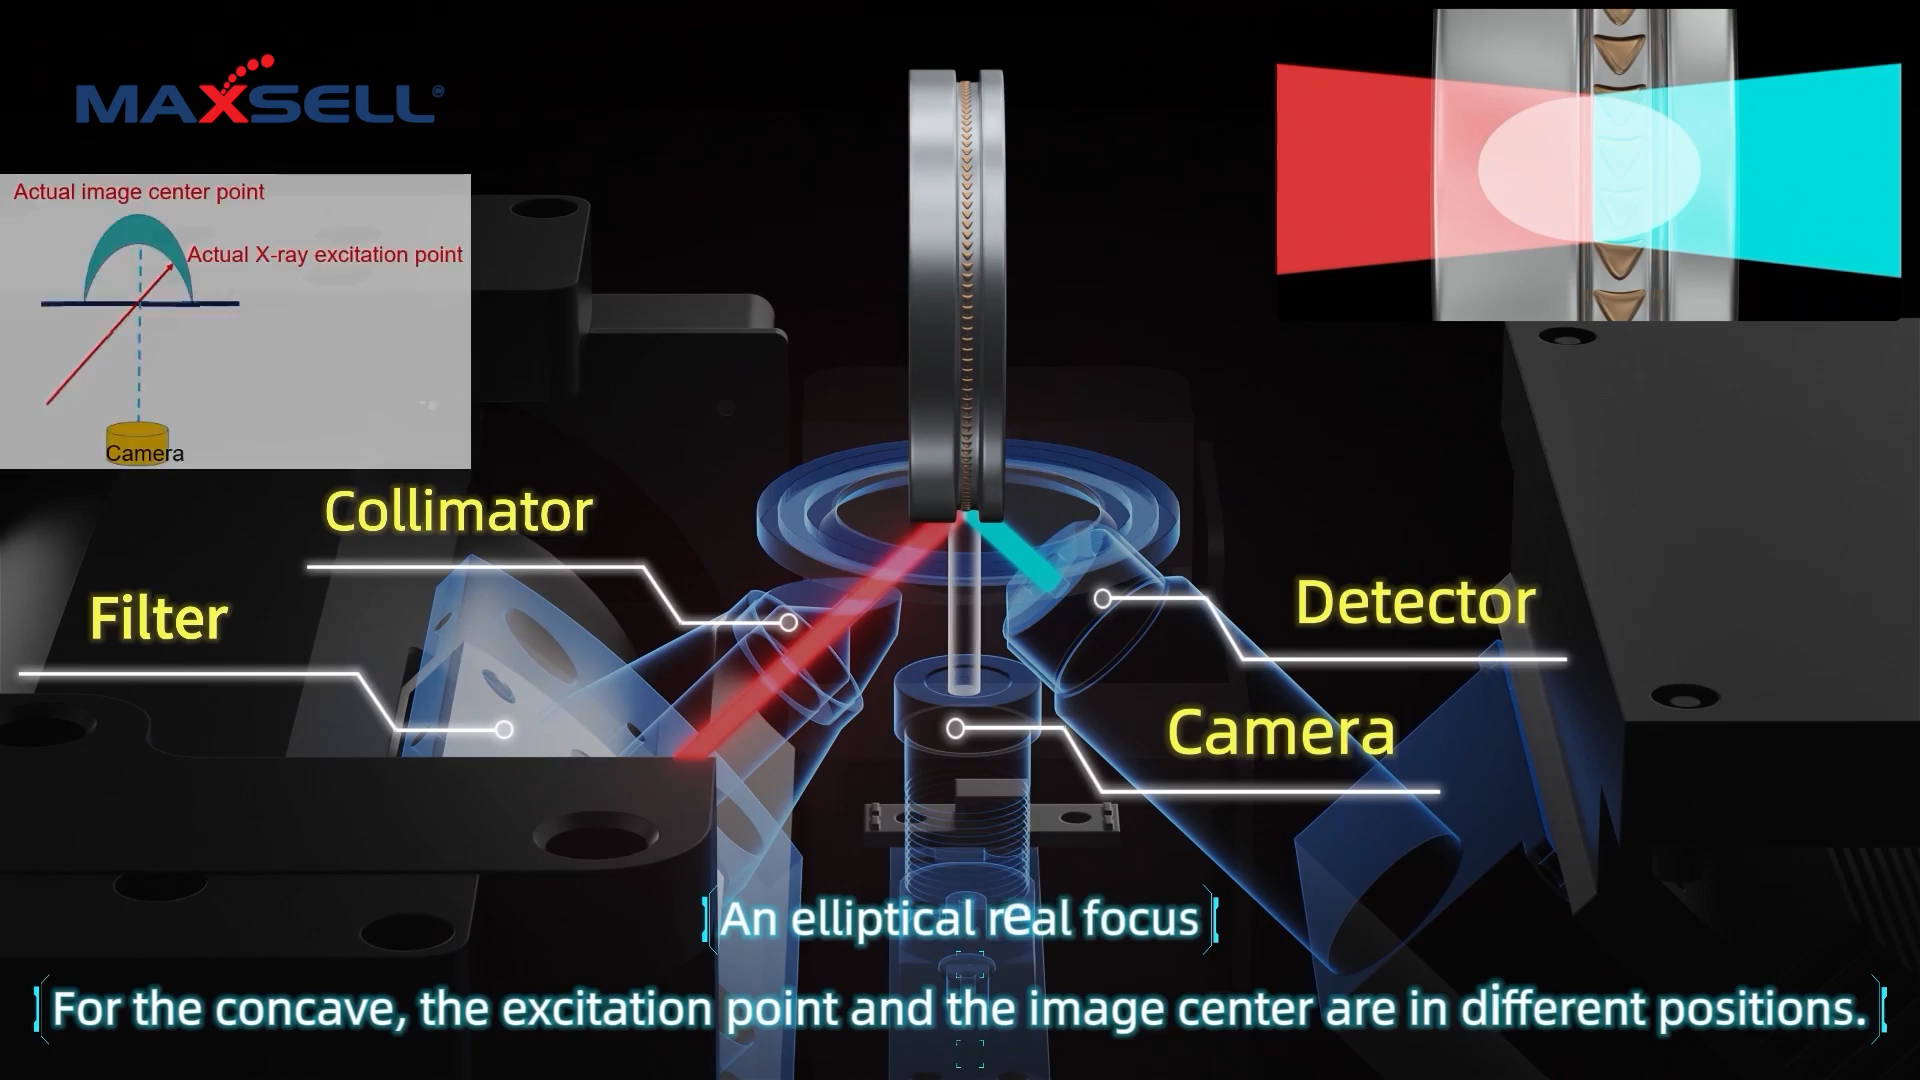 MAXSELL®
Actual image center point
Actual X-ray excitation point
Camera
Collimator
Filter
Detector
Camera
An elliptical real focus
For the concave, the excitation point and the image center are in different positions.